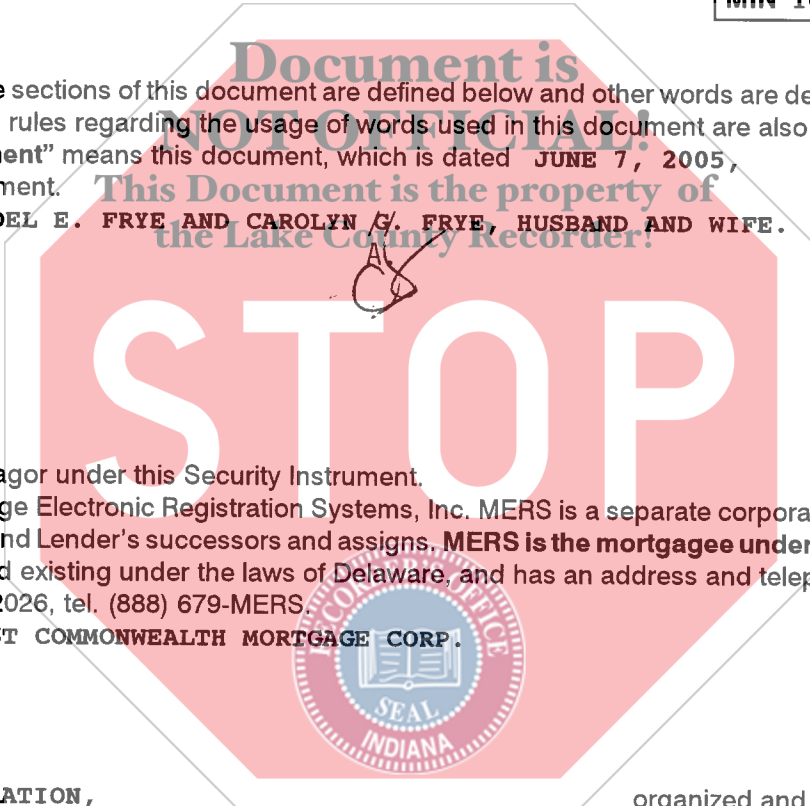 MIN 10
Document is
e sections of this document are defined below and other words are de
rules regarding the usage of words used in this document are also
NOT OFFICIAL!
ent" means this document, which is dated JUNE 7, 2005,
ment.
This Document is the property of
DEL E. FRYE AND CAROLYN G. FRYE, HUSBAND AND WIFE.
the Lake County Recorder!
A
STOP
agor under this Security Instrument.
ge Electronic Registration Systems, Inc. MERS is a separate corpora
nd Lender's successors and assigns. MERS is the mortgagee under
d existing under the laws of Delaware, and has an address and telep
2026, tel. (888) 679-MERS.
ST COMMONWEALTH MORTGAGE CORP.
RECORDER'S OFFICE
SEAL
INDIANA
ATION,
organized and